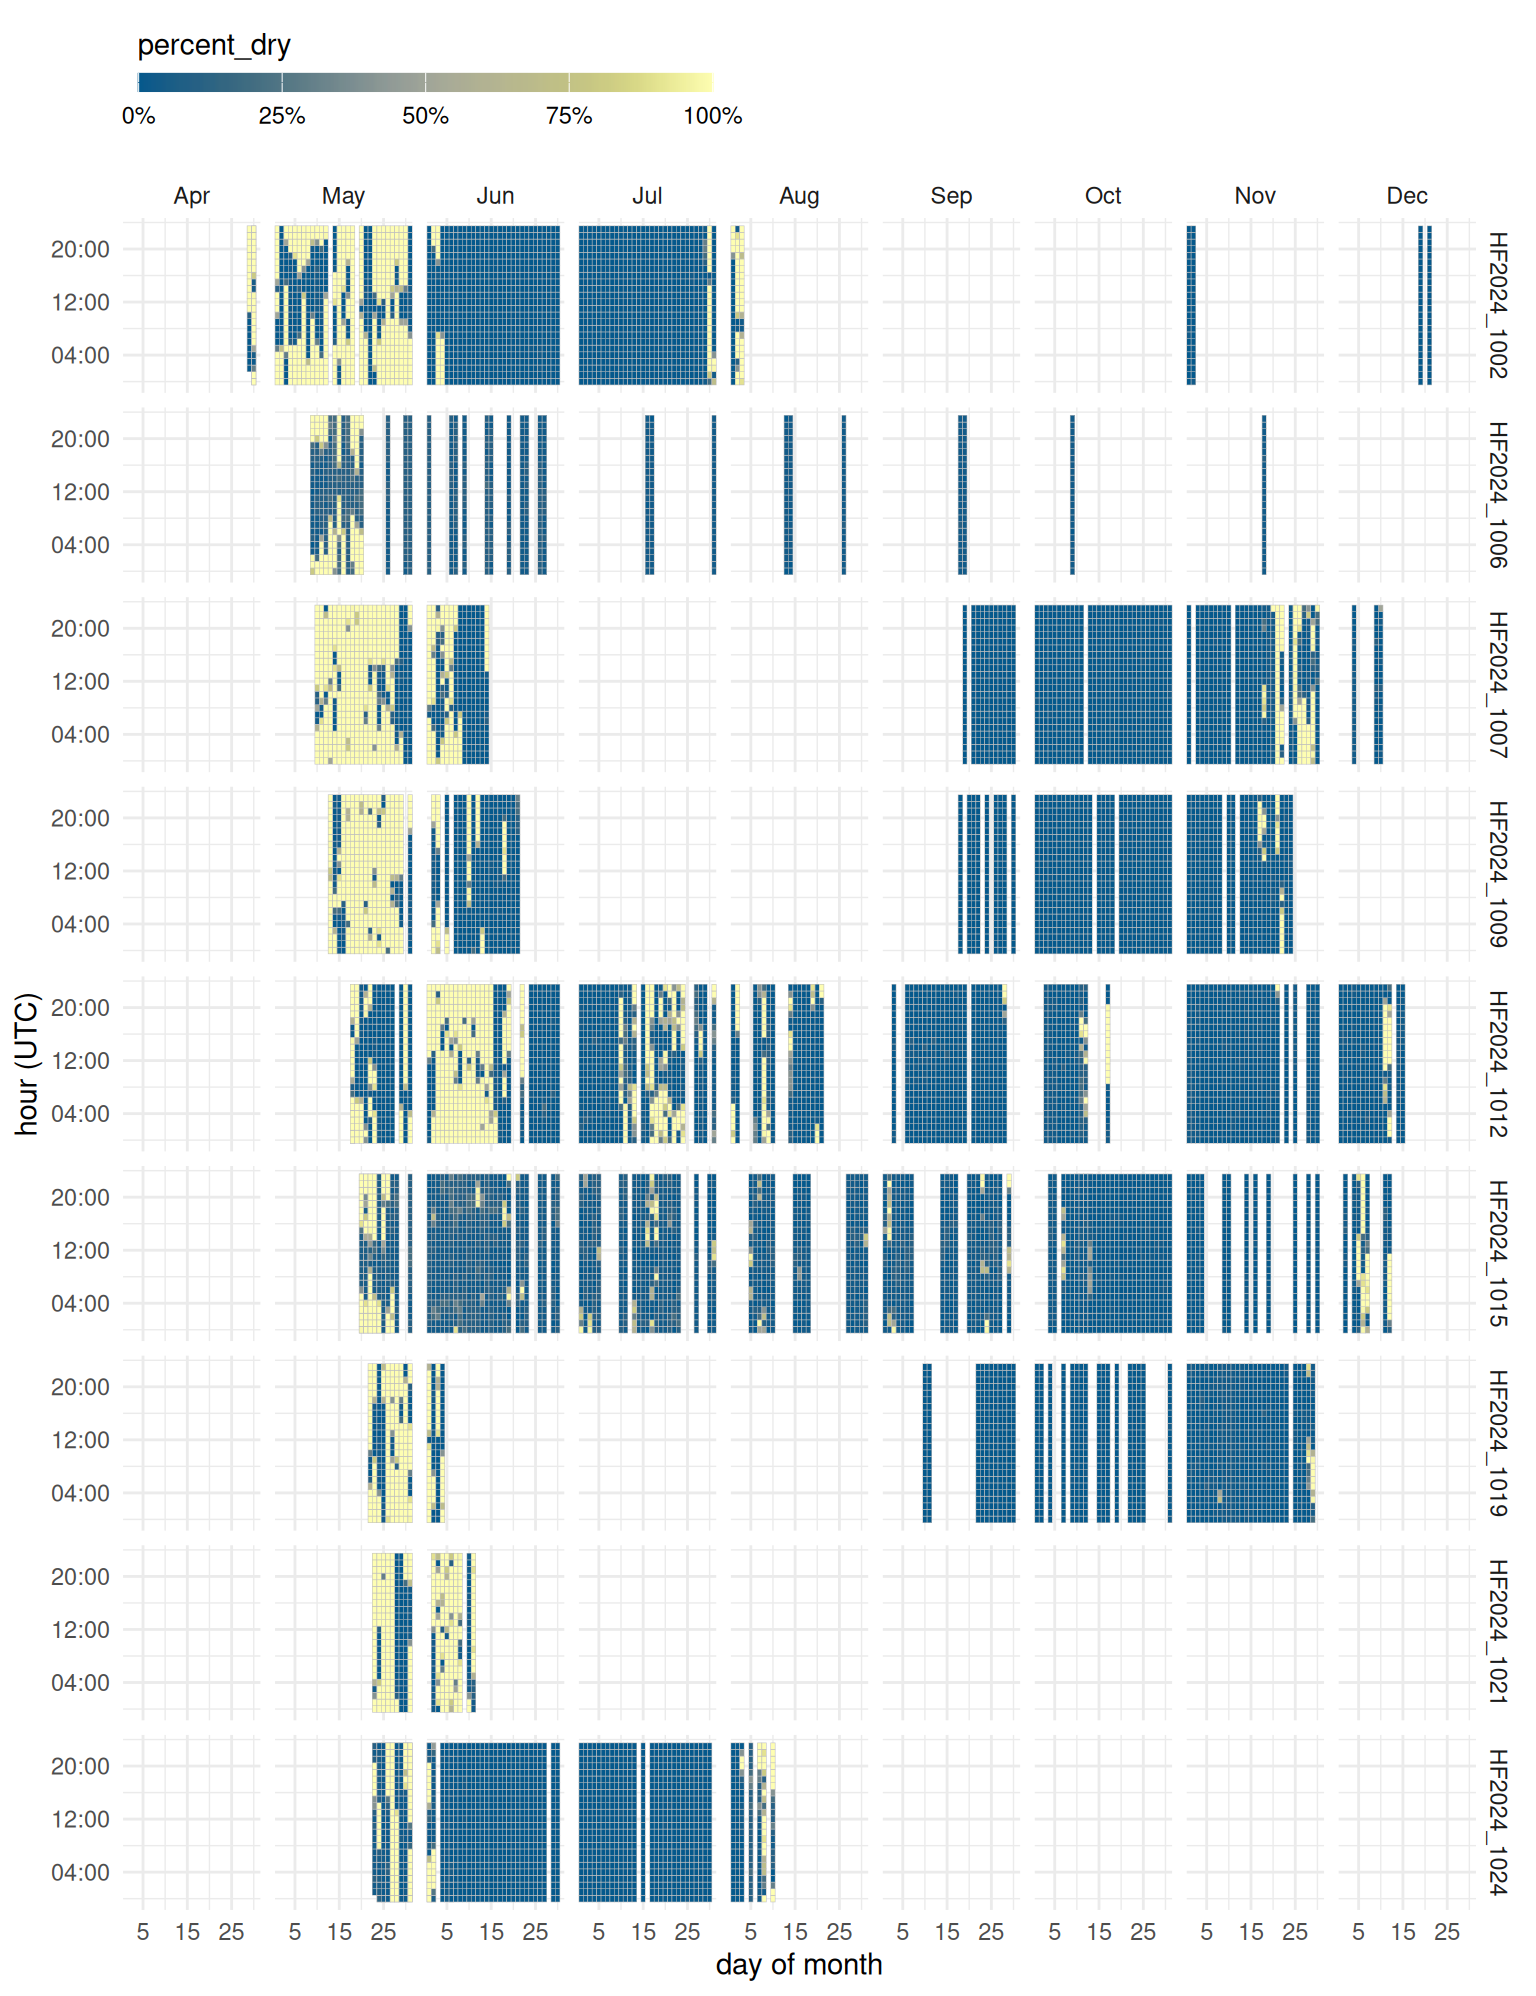 percent_dry
0% 25% 50% 75% 100%
Apr May Jun Jul Aug Sep Oct Nov Dec
20:00
12:00
04:00
HF2024_1002
20:00
12:00
04:00
HF2024_1006
20:00
12:00
04:00
HF2024_1007
20:00
12:00
04:00
HF2024_1009
20:00
12:00
04:00
HF2024_1012
20:00
12:00
04:00
HF2024_1015
20:00
12:00
04:00
HF2024_1019
20:00
12:00
04:00
HF2024_1021
20:00
12:00
04:00
HF2024_1024
hour (UTC)
5 15 25 5 15 25 5 15 25 5 15 25 5 15 25 5 15 25 5 15 25 5 15 25 5 15 25
day of month